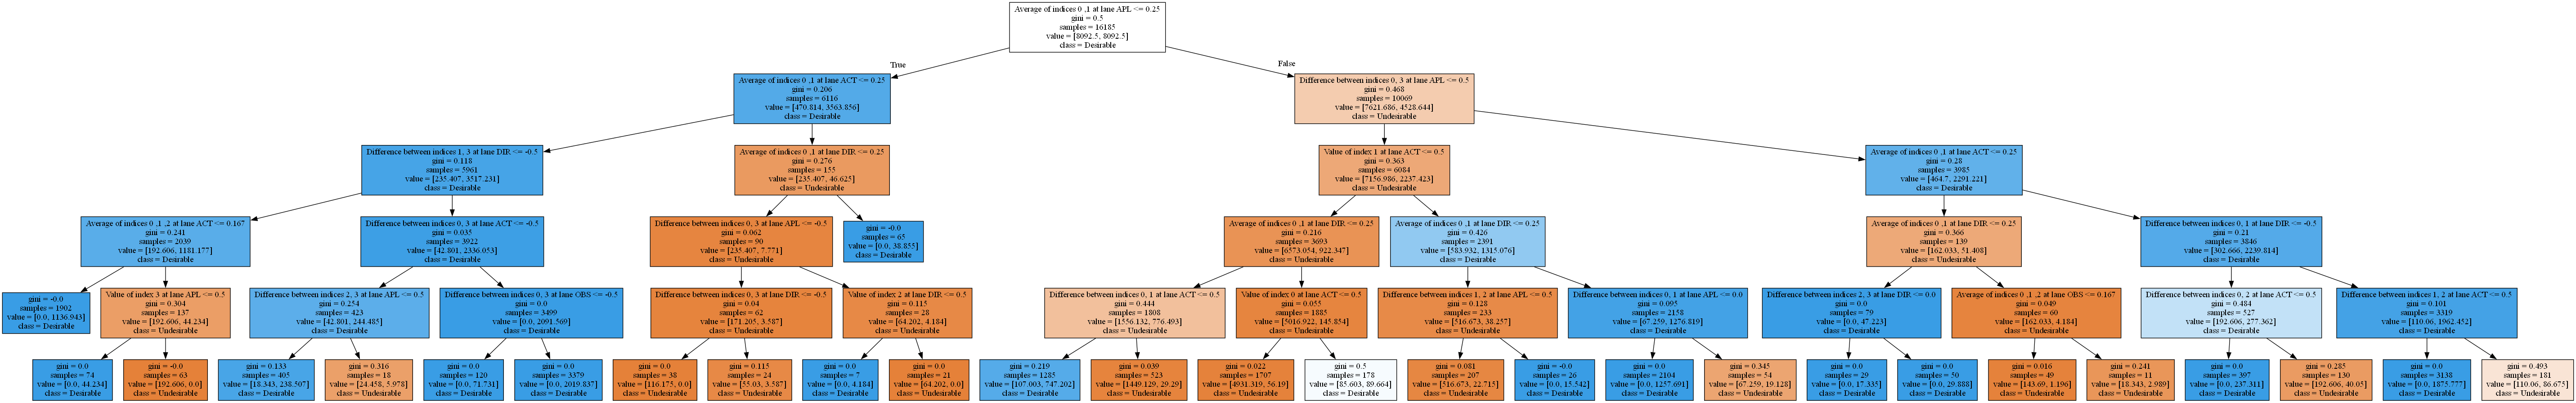 Average of indices 0 ,1 at lane APL <= 0.25
gini = 0.5
samples = 16185
value = [8092.5, 8092.5]
class = Desirable
True
False
Average of indices 0 ,1 at lane ACT <= 0.25
gini = 0.206
samples = 6116
value = [470.814, 3563.856]
class = Desirable
Difference between indices 0, 3 at lane APL <= 0.5
gini = 0.468
samples = 10069
value = [7621.686, 4528.644]
class = Undesirable
Difference between indices 1, 3 at lane DIR <= -0.5
gini = 0.118
samples = 5961
value = [235.407, 3517.231]
class = Desirable
Average of indices 0 ,1 at lane DIR <= 0.25
gini = 0.276
samples = 155
value = [235.407, 46.625]
class = Undesirable
Value of index 1 at lane ACT <= 0.5
gini = 0.363
samples = 6084
value = [7156.986, 2237.423]
class = Undesirable
Average of indices 0 ,1 at lane ACT <= 0.25
gini = 0.28
samples = 3985
value = [464.7, 2291.221]
class = Desirable
Average of indices 0 ,1 ,2 at lane ACT <= 0.167
gini = 0.241
samples = 2039
value = [192.606, 1181.177]
class = Desirable
Difference between indices 0, 3 at lane ACT <= -0.5
gini = 0.035
samples = 3922
value = [42.801, 2336.053]
class = Desirable
Difference between indices 0, 3 at lane APL <= -0.5
gini = 0.062
samples = 90
value = [235.407, 7.771]
class = Undesirable
gini = -0.0
samples = 65
value = [0.0, 38.855]
class = Desirable
Average of indices 0 ,1 at lane DIR <= 0.25
gini = 0.216
samples = 3693
value = [6573.054, 922.347]
class = Undesirable
Average of indices 0 ,1 at lane DIR <= 0.25
gini = 0.426
samples = 2391
value = [583.932, 1315.076]
class = Desirable
Average of indices 0 ,1 at lane DIR <= 0.25
gini = 0.366
samples = 139
value = [162.033, 51.408]
class = Undesirable
Difference between indices 0, 1 at lane DIR <= -0.5
gini = 0.21
samples = 3846
value = [302.666, 2239.814]
class = Desirable
gini = -0.0
samples = 1902
value = [0.0, 1136.943]
class = Desirable
Value of index 3 at lane APL <= 0.5
gini = 0.304
samples = 137
value = [192.606, 44.234]
class = Undesirable
Difference between indices 2, 3 at lane APL <= 0.5
gini = 0.254
samples = 423
value = [42.801, 244.485]
class = Desirable
Difference between indices 0, 3 at lane OBS <= -0.5
gini = 0.0
samples = 3499
value = [0.0, 2091.569]
class = Desirable
Difference between indices 0, 3 at lane DIR <= -0.5
gini = 0.04
samples = 62
value = [171.205, 3.587]
class = Undesirable
Value of index 2 at lane DIR <= 0.5
gini = 0.115
samples = 28
value = [64.202, 4.184]
class = Undesirable
Difference between indices 0, 1 at lane ACT <= 0.5
gini = 0.444
samples = 1808
value = [1556.132, 776.493]
class = Undesirable
Value of index 0 at lane ACT <= 0.5
gini = 0.055
samples = 1885
value = [5016.922, 145.854]
class = Undesirable
Difference between indices 1, 2 at lane APL <= 0.5
gini = 0.128
samples = 233
value = [516.673, 38.257]
class = Undesirable
Difference between indices 0, 1 at lane APL <= 0.0
gini = 0.095
samples = 2158
value = [67.259, 1276.819]
class = Desirable
Difference between indices 2, 3 at lane DIR <= 0.0
gini = 0.0
samples = 79
value = [0.0, 47.223]
class = Desirable
Average of indices 0 ,1 ,2 at lane OBS <= 0.167
gini = 0.049
samples = 60
value = [162.033, 4.184]
class = Undesirable
Difference between indices 0, 2 at lane ACT <= 0.5
gini = 0.484
samples = 527
value = [192.606, 277.362]
class = Desirable
Difference between indices 1, 2 at lane ACT <= 0.5
gini = 0.101
samples = 3319
value = [110.06, 1962.452]
class = Desirable
gini = 0.0
samples = 74
value = [0.0, 44.234]
class = Desirable
gini = -0.0
samples = 63
value = [192.606, 0.0]
class = Undesirable
gini = 0.133
samples = 405
value = [18.343, 238.507]
class = Desirable
gini = 0.316
samples = 18
value = [24.458, 5.978]
class = Undesirable
gini = 0.0
samples = 120
value = [0.0, 71.731]
class = Desirable
gini = 0.0
samples = 3379
value = [0.0, 2019.837]
class = Desirable
gini = 0.0
samples = 38
value = [116.175, 0.0]
class = Undesirable
gini = 0.115
samples = 24
value = [55.03, 3.587]
class = Undesirable
gini = 0.0
samples = 7
value = [0.0, 4.184]
class = Desirable
gini = 0.0
samples = 21
value = [64.202, 0.0]
class = Undesirable
gini = 0.219
samples = 1285
value = [107.003, 747.202]
class = Desirable
gini = 0.039
samples = 523
value = [1449.129, 29.29]
class = Undesirable
gini = 0.022
samples = 1707
value = [4931.319, 56.19]
class = Undesirable
gini = 0.5
samples = 178
value = [85.603, 89.664]
class = Desirable
gini = 0.081
samples = 207
value = [516.673, 22.715]
class = Undesirable
gini = -0.0
samples = 26
value = [0.0, 15.542]
class = Desirable
gini = 0.0
samples = 2104
value = [0.0, 1257.691]
class = Desirable
gini = 0.345
samples = 54
value = [67.259, 19.128]
class = Undesirable
gini = 0.0
samples = 29
value = [0.0, 17.335]
class = Desirable
gini = 0.0
samples = 50
value = [0.0, 29.888]
class = Desirable
gini = 0.016
samples = 49
value = [143.69, 1.196]
class = Undesirable
gini = 0.241
samples = 11
value = [18.343, 2.989]
class = Undesirable
gini = 0.0
samples = 397
value = [0.0, 237.311]
class = Desirable
gini = 0.285
samples = 130
value = [192.606, 40.05]
class = Undesirable
gini = 0.0
samples = 3138
value = [0.0, 1875.777]
class = Desirable
gini = 0.493
samples = 181
value = [110.06, 86.675]
class = Undesirable